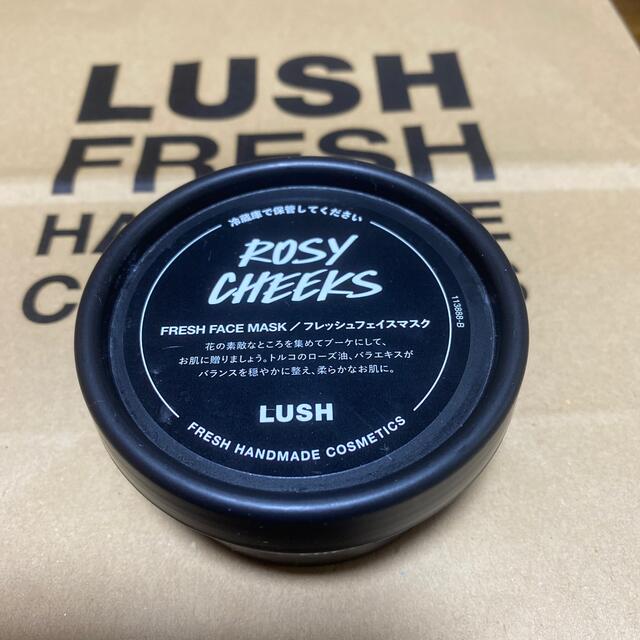 LUSH
FRESH
冷蔵庫で保管してください
ROSY
CHEEKS
FRESH FACE MASK／フレッシュフェイスマスク
花の素敵なところを集めてブーケにして、
お肌に贈りましょう。トルコのローズ油、バラエキスが
バランスを穏やかに整え、柔らかなお肌に。
LUSH
FRESH HANDMADE COSMETICS
113888-B